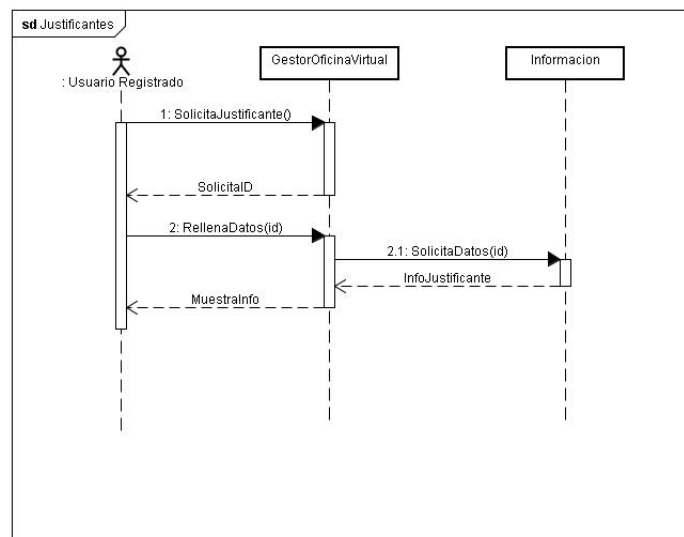 sd Justificantes
: Usuario Registrado
GestorOficinaVirtual
Informacion
1: SolicitaJustificante()
SolicitaID
2: RellenaDatos(id)
2.1: SolicitaDatos(id)
InfoJustificante
MuestraInfo